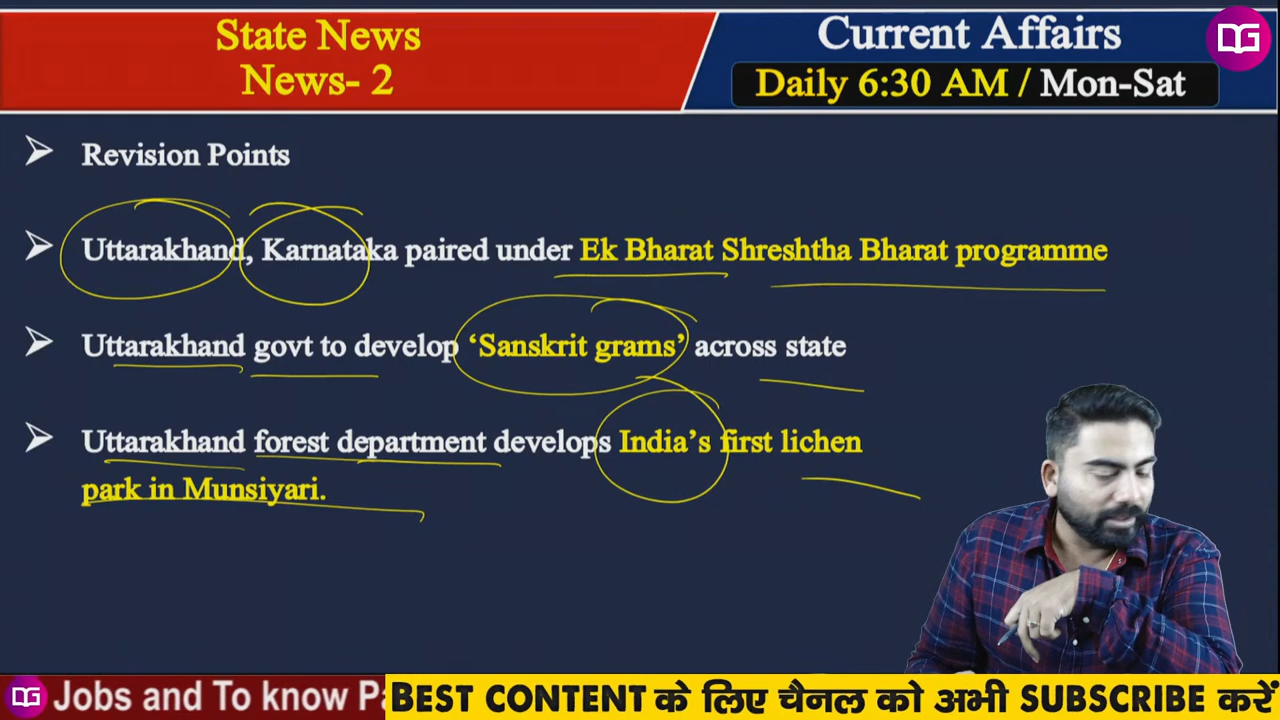 State News
News- 2
Current Affairs
Daily 6:30 AM / Mon-Sat
DG
Revision Points
Uttarakhand, Karnataka paired under Ek Bharat Shreshtha Bharat programme
Uttarakhand govt to develop ‘Sanskrit grams’ across state
Uttarakhand forest department develops India’s first lichen
park in Munsiyari.
DG Jobs and To know Pa
BEST CONTENT के लिए चैनल को अभी SUBSCRIBE करें